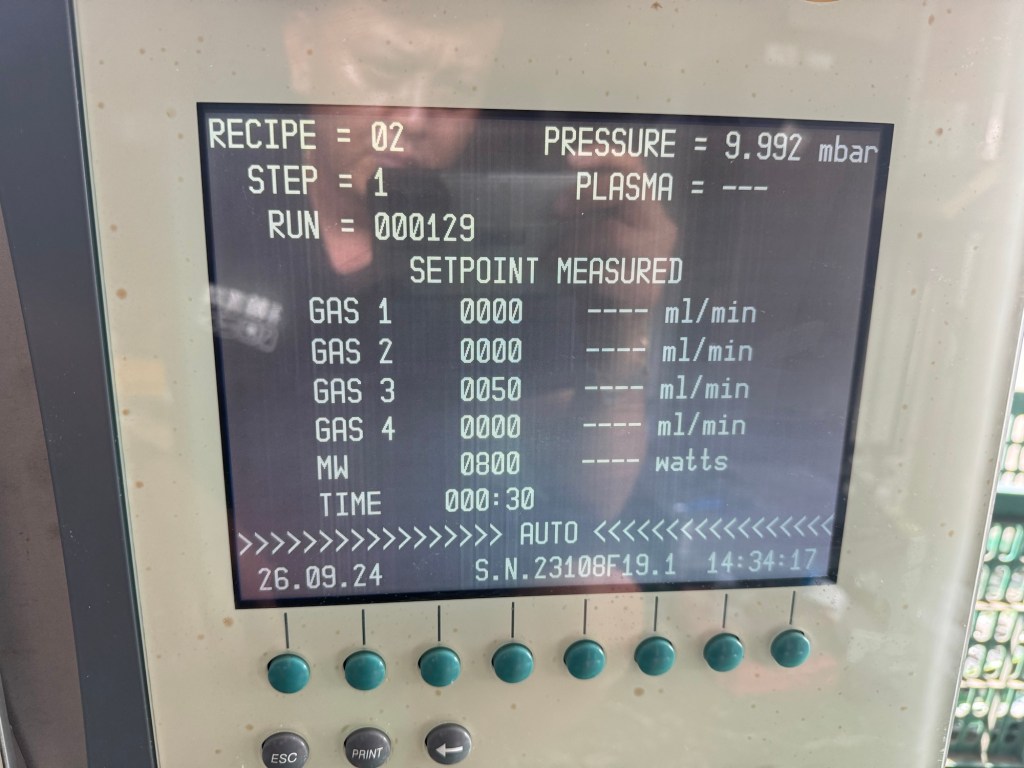 RECIPE = 02 PRESSURE = 9.992 mbar
STEP = 1 PLASMA = ---
RUN = 000129
SETPOINT MEASURED
GAS 1 0000 ---- ml/min
GAS 2 0000 ---- ml/min
GAS 3 0050 ---- ml/min
GAS 4 0000 ---- ml/min
MW 0800 ---- watts
TIME 000:30
>>>>>>>>>>>>>>>>> AUTO <<<<<<<<<<<<<<<<<
26.09.24 S.N.23108F19.1 14:34:17
ESC PRINT ←